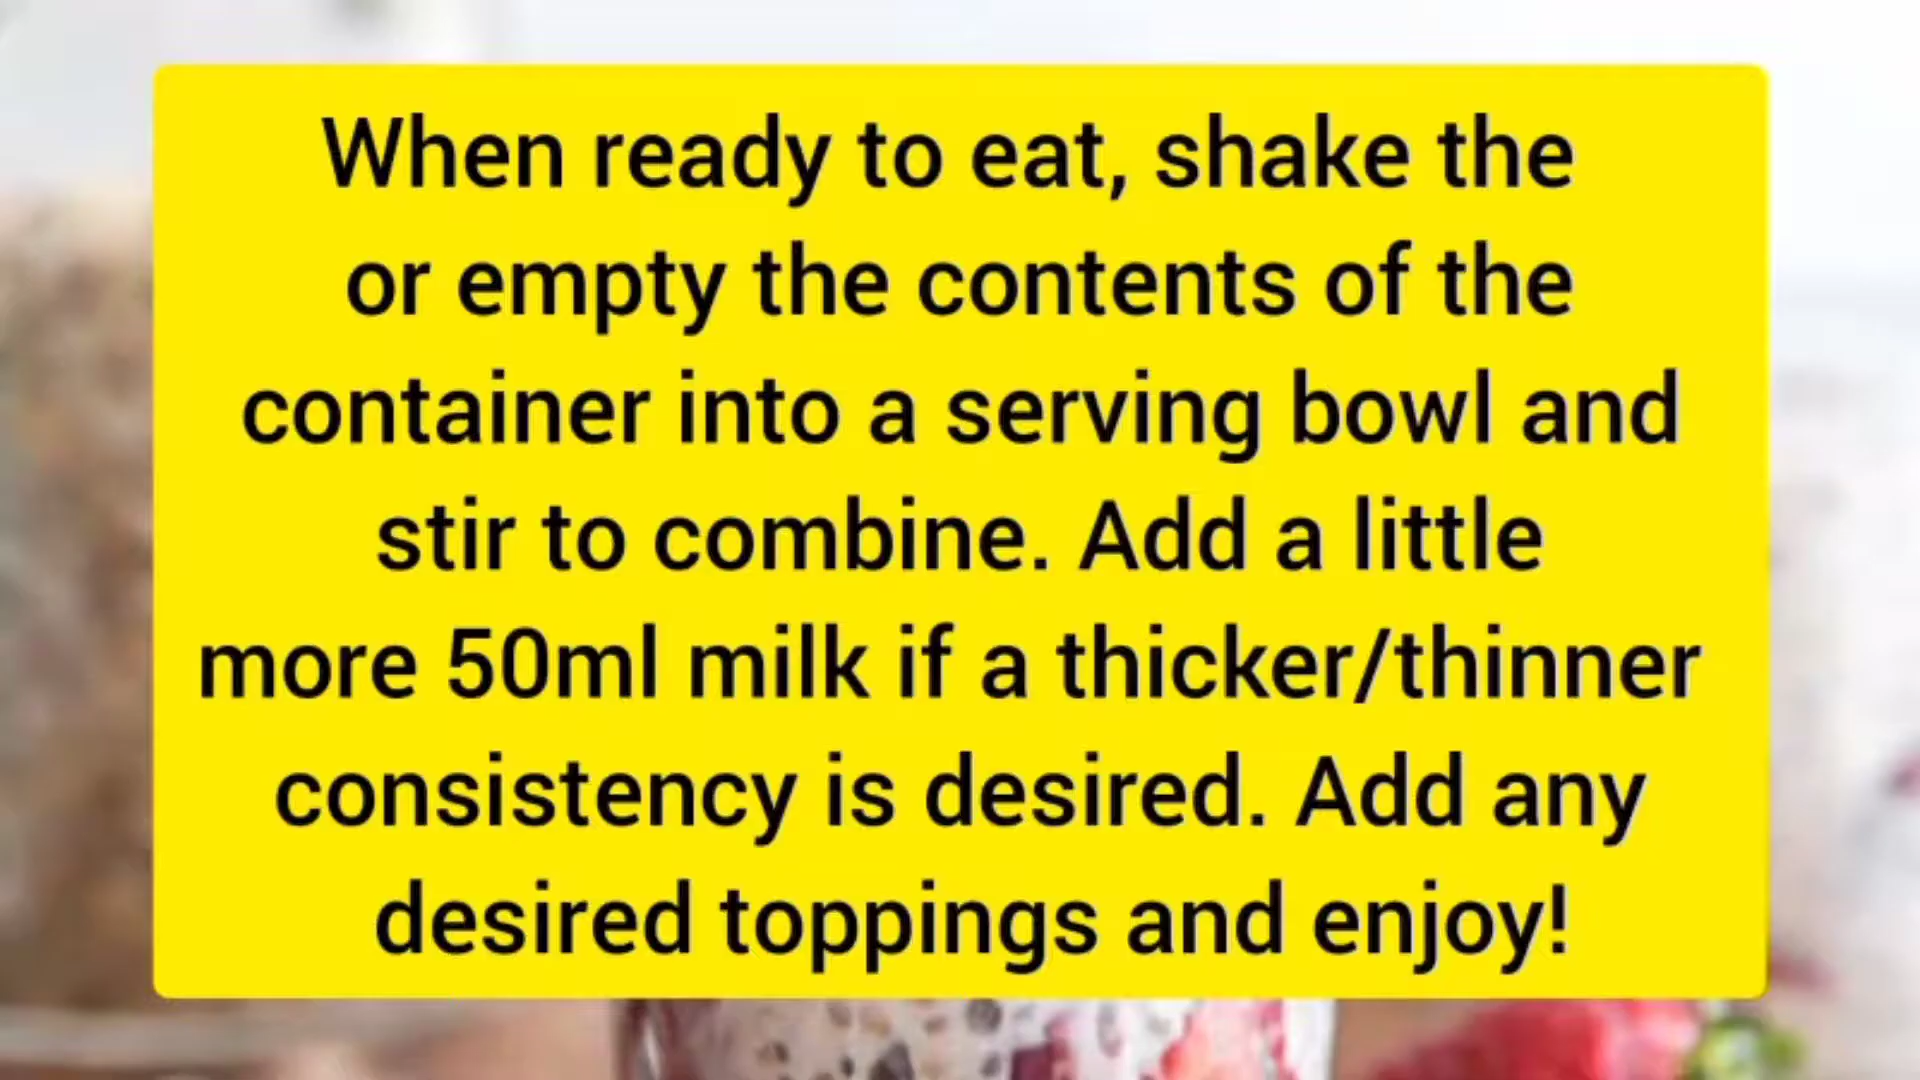 When ready to eat, shake the
or empty the contents of the
container into a serving bowl and
stir to combine. Add a little
more 50ml milk if a thicker/thinner
consistency is desired. Add any
desired toppings and enjoy!